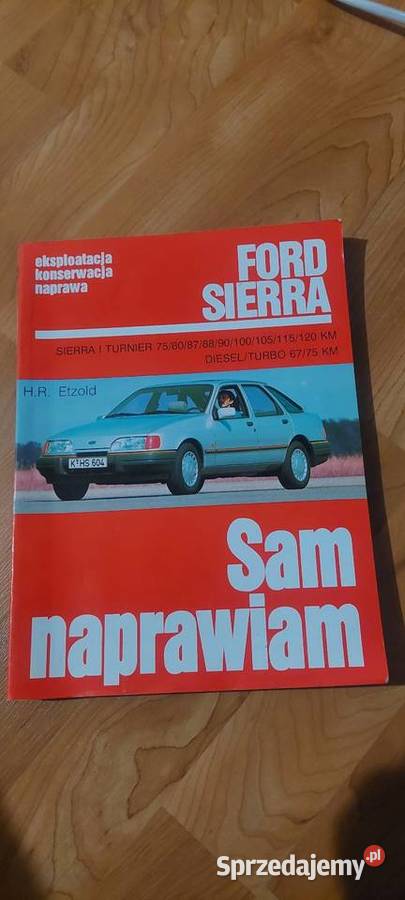 eksploatacja
konserwacja
naprawa
FORD
SIERRA
SIERRA I TURNIER 75/80/87/88/90/100/105/115/120 KM
DIESEL/TURBO 67/75 KM
H.R. Etzold
K-HS 604
Sam
naprawiam
Sprzedajemy.pl